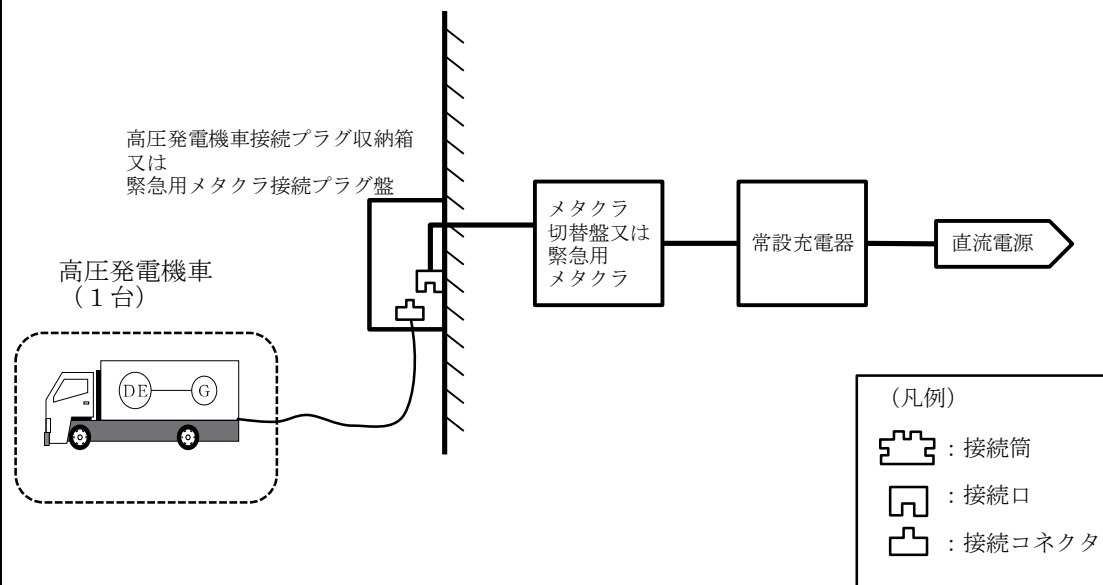 高圧発電機車接続プラグ収納箱
又は
緊急用メタクラ接続プラグ盤
高圧発電機車
（１台）
DE
G
メタクラ
切替盤又は
緊急用
メタクラ
常設充電器
直流電源
（凡例）
：接続筒
：接続口
：接続コネクタ